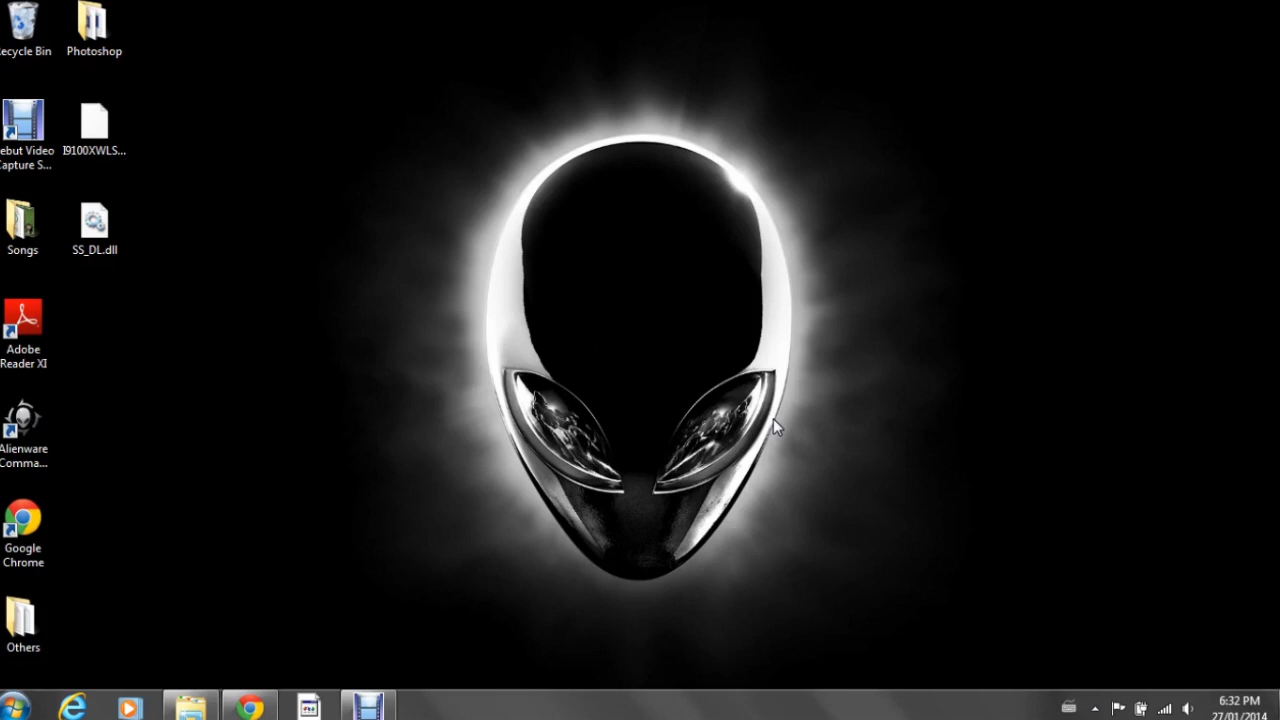 ecycle Bin
Photoshop
ebut Video
Capture S...
I9100XWLS...
Songs
SS_DL.dll
Adobe
Reader XI
Alienware
Comma...
Google
Chrome
Others
6:32 PM
27/01/2014